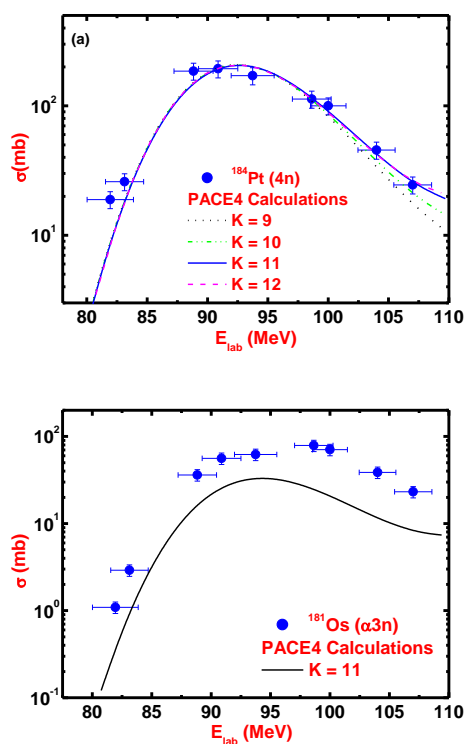 (a)
σ(mb)
10²
10¹
¹⁸⁴Pt (4n)
PACE4 Calculations
K = 9
K = 10
K = 11
K = 12
80 85 90 95 100 105 110
E_lab (MeV)
σ (mb)
10²
10¹
10⁰
10⁻¹
¹⁸¹Os (α3n)
PACE4 Calculations
K = 11
80 85 90 95 100 105 110
E_lab (MeV)